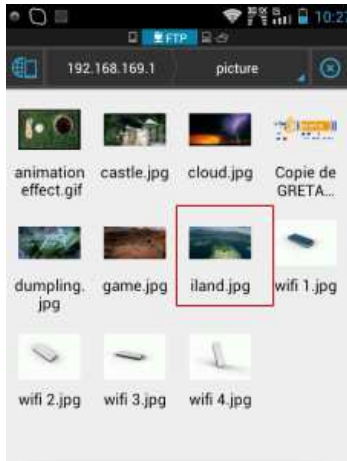 10:27
FTP
192.168.169.1
picture
animation
effect.gif
castle.jpg
cloud.jpg
Copie de
GRETA...
dumpling.
jpg
game.jpg
iland.jpg
wifi 1.jpg
wifi 2.jpg
wifi 3.jpg
wifi 4.jpg